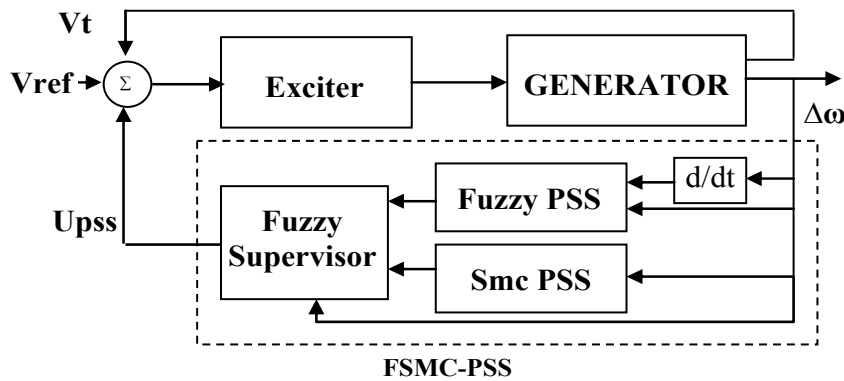 Vt
Vref
Σ
Exciter
GENERATOR
Δω
d/dt
Fuzzy PSS
Upss
Fuzzy
Supervisor
Smc PSS
FSMC-PSS